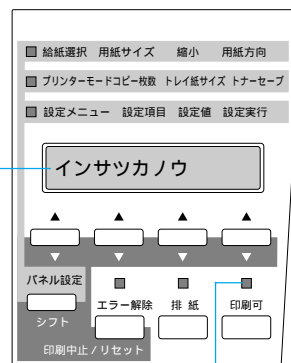 給紙選択 用紙サイズ 縮小 用紙方向
プリンターモード コピー枚数 トレイ紙サイズ トナーセーブ
設定メニュー 設定項目 設定値 設定実行
インサツカノウ
パネル設定
エラー解除 排 紙 印刷可
シフト
印刷中止 / リセット